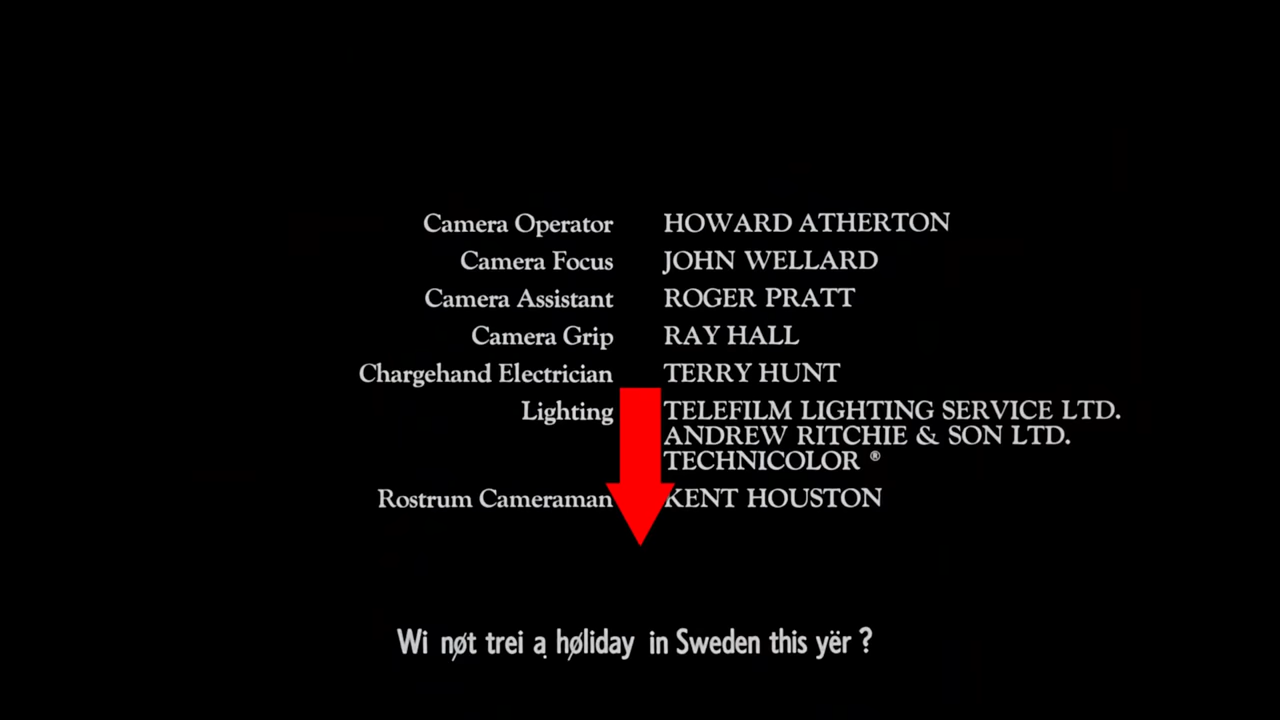 Camera Operator HOWARD ATHERTON
Camera Focus JOHN WELLARD
Camera Assistant ROGER PRATT
Camera Grip RAY HALL
Chargehand Electrician TERRY HUNT
Lighting TELEFILM LIGHTING SERVICE LTD.
ANDREW RITCHIE & SON LTD.
TECHNICOLOR ®
Rostrum Cameraman KENT HOUSTON
Wi nøt trei ạ høliday in Sweden this yër ?